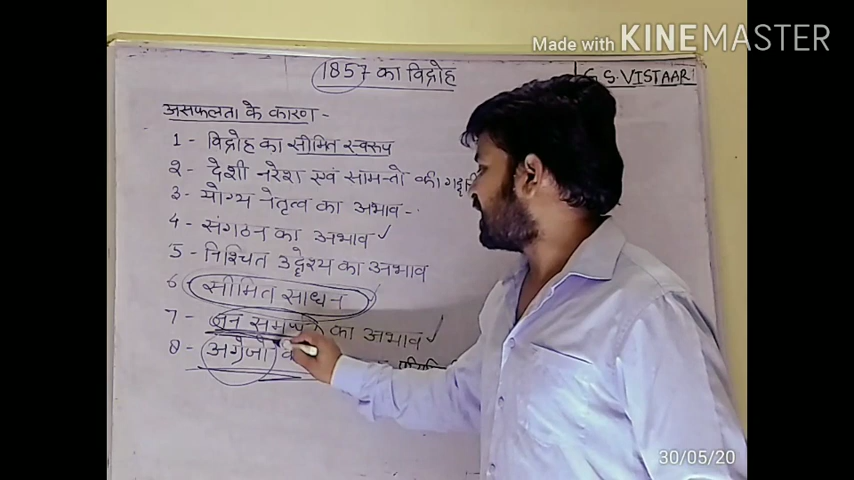 Made with KINEMASTER
1857 का विद्रोह
G.S. VISTAAR
असफलता के कारण -
1 - विद्रोह का सीमित स्वरूप
2 - देशी नरेश एवं सामन्तो की
3 - योग्य नेतृत्व का अभाव -
4 - संगठन का अभाव ✓
5 - निश्चित उद्देश्य का अभाव
6 सीमित साधन
7 - जन समर्थन का अभाव ✓
8 - अंग्रेजो
30/05/20